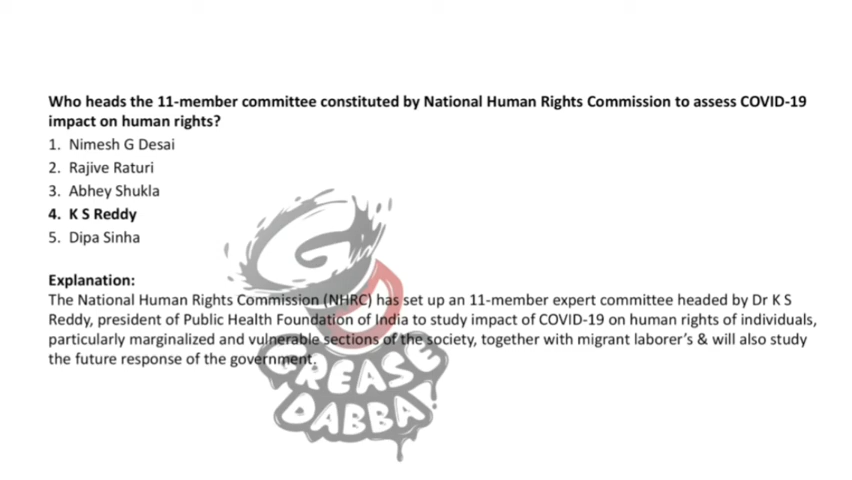 Who heads the 11-member committee constituted by National Human Rights Commission to assess COVID-19
impact on human rights?
1. Nimesh G Desai
2. Rajive Raturi
3. Abhey Shukla
4. K S Reddy
5. Dipa Sinha
Explanation:
The National Human Rights Commission (NHRC) has set up an 11-member expert committee headed by Dr K S
Reddy, president of Public Health Foundation of India to study impact of COVID-19 on human rights of individuals,
particularly marginalized and vulnerable sections of the society, together with migrant laborer's & will also study
the future response of the government.
G
GREASE
DABBA